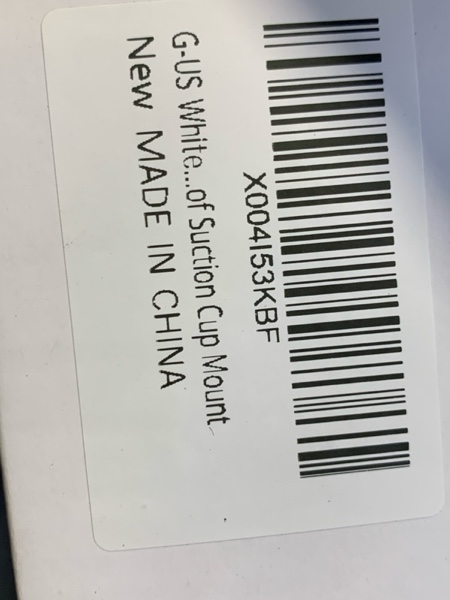 X004I53KBF
G-US White...of Suction Cup Mount
New MADE IN CHINA